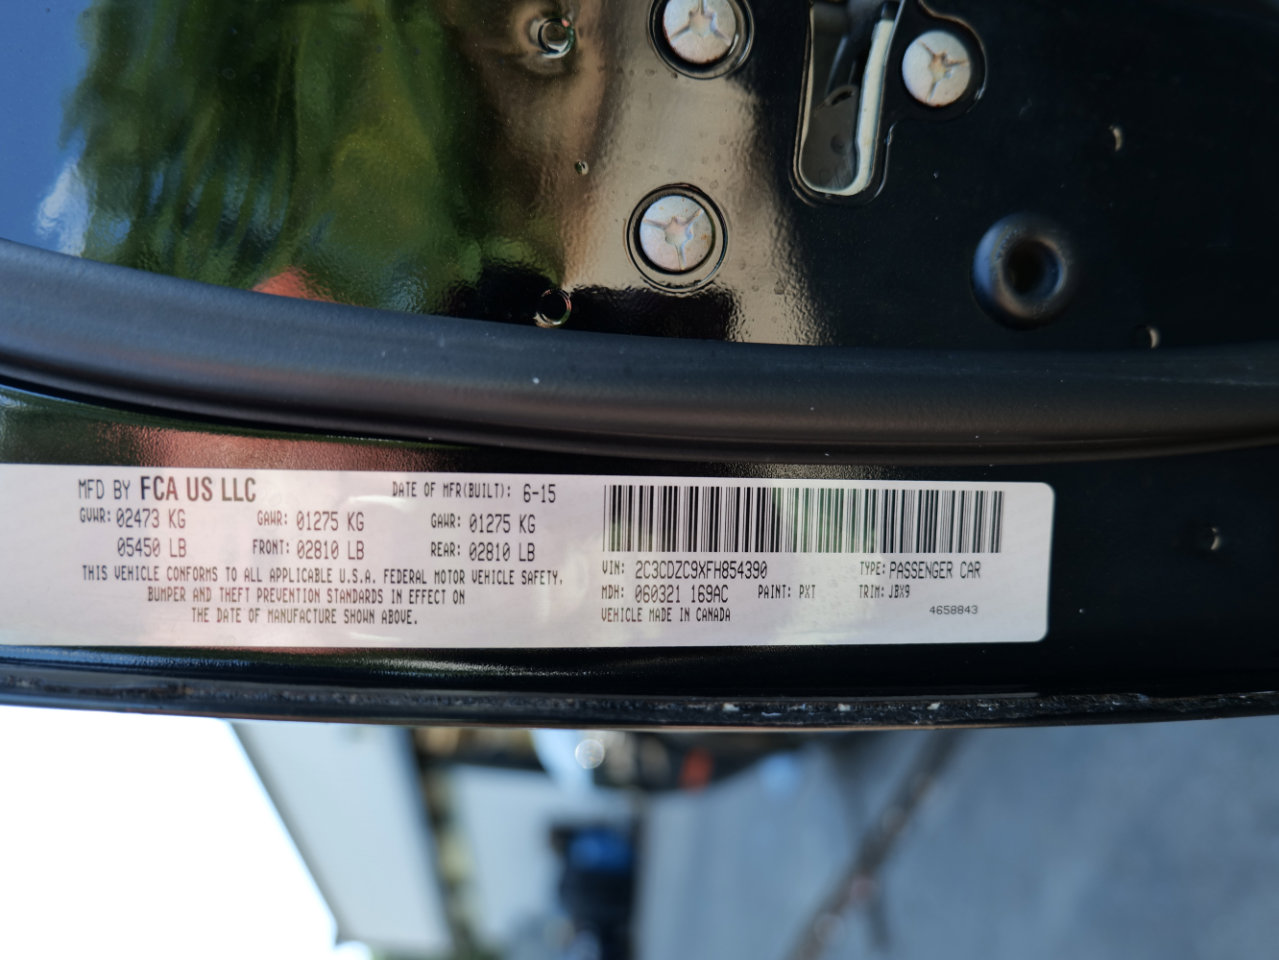 MFD BY FCA US LLC DATE OF MFR(BUILT): 6-15
GVWR: 02473 KG GAWR: 01275 KG GAWR: 01275 KG
05450 LB FRONT: 02810 LB REAR: 02810 LB
THIS VEHICLE CONFORMS TO ALL APPLICABLE U.S.A. FEDERAL MOTOR VEHICLE SAFETY,
BUMPER AND THEFT PREVENTION STANDARDS IN EFFECT ON
THE DATE OF MANUFACTURE SHOWN ABOVE.
VIN: 2C3CDZC9XFH854390 TYPE: PASSENGER CAR
MDH: 060321 169AC PAINT: PXT TRIM: JBX9
VEHICLE MADE IN CANADA 4658843